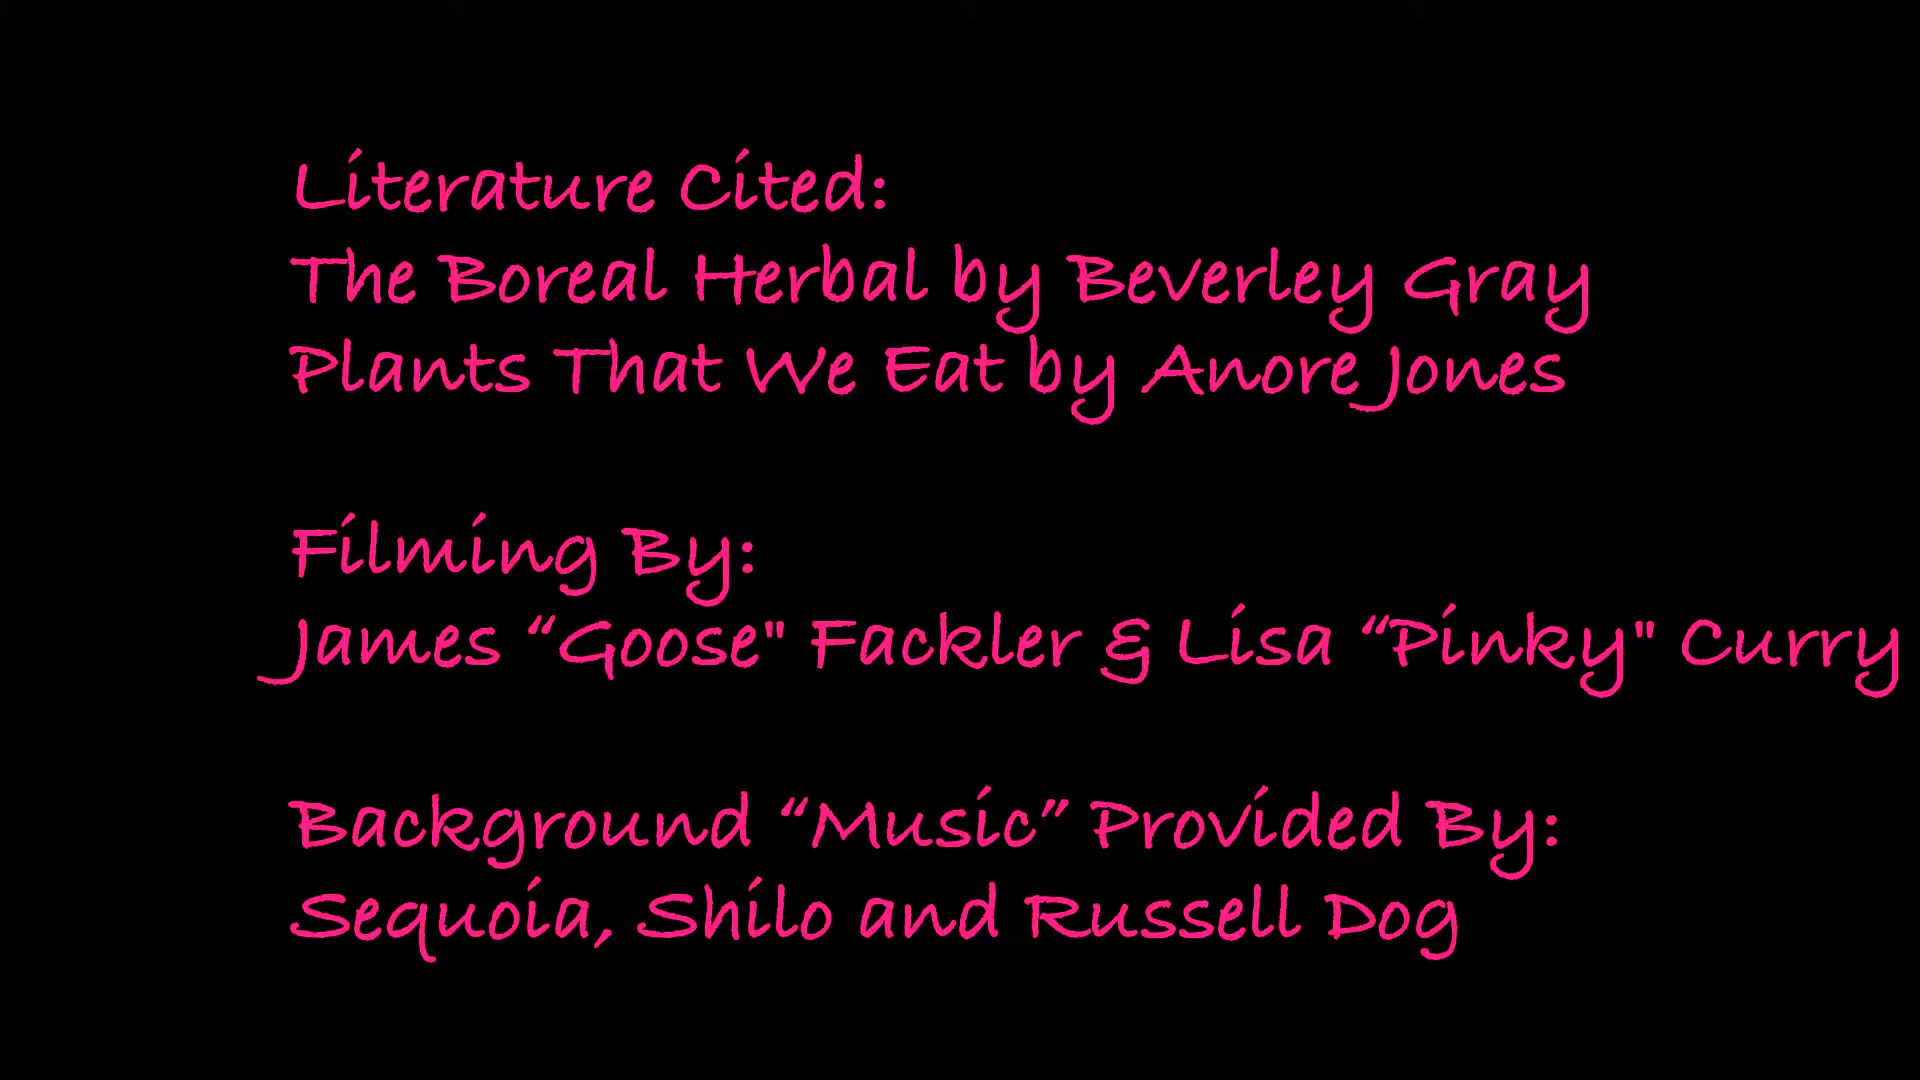 Literature Cited:
The Boreal Herbal by Beverley Gray
Plants That We Eat by Anore Jones
Filming By:
James “Goose" Fackler & Lisa “Pinky" Curry
Background “Music” Provided By:
Sequoia, Shilo and Russell Dog